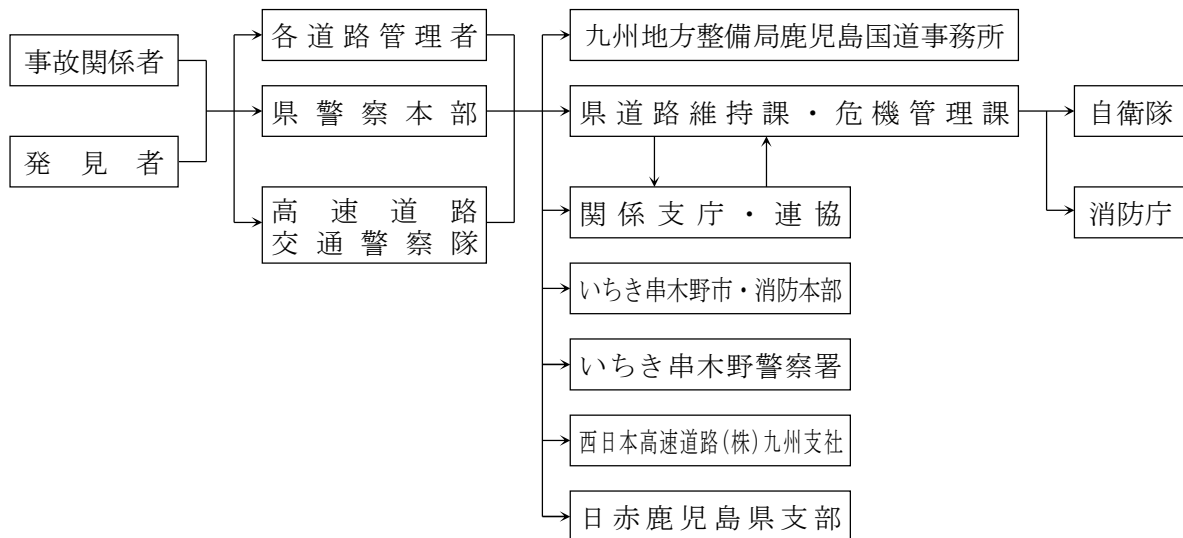 事故関係者
発見者
各道路管理者
県警察本部
高速道路
交通警察隊
九州地方整備局鹿児島国道事務所
県道路維持課・危機管理課
関係支庁・連協
いちき串木野市・消防本部
いちき串木野警察署
西日本高速道路(株)九州支社
日赤鹿児島県支部
自衛隊
消防庁